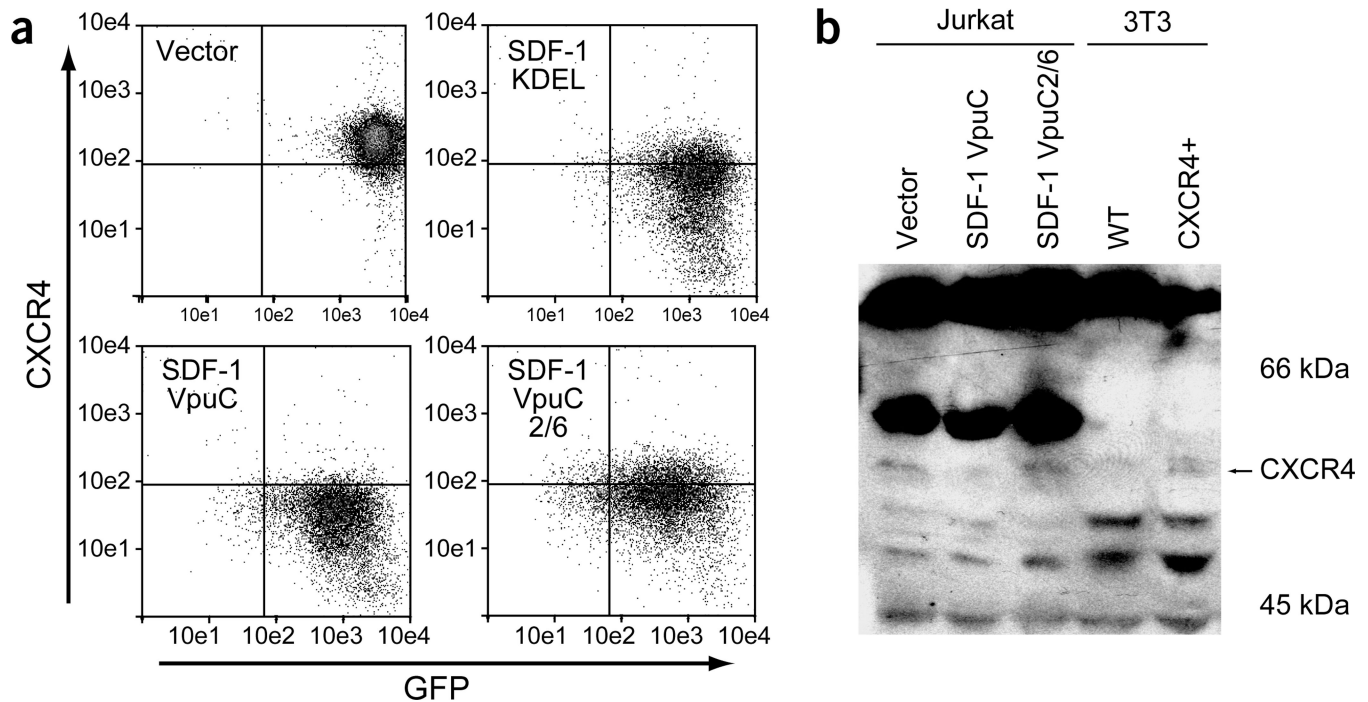 a
CXCR4
10e4
10e3
10e2
10e1
Vector
10e1 10e2 10e3 10e4
10e4
10e3
10e2
10e1
SDF-1
KDEL
10e1 10e2 10e3 10e4
10e4
10e3
10e2
10e1
SDF-1
VpuC
10e1 10e2 10e3 10e4
10e4
10e3
10e2
10e1
SDF-1
VpuC
2/6
10e1 10e2 10e3 10e4
GFP
b
Jurkat
3T3
Vector
SDF-1 VpuC
SDF-1 VpuC2/6
WT
CXCR4+
66 kDa
CXCR4
45 kDa